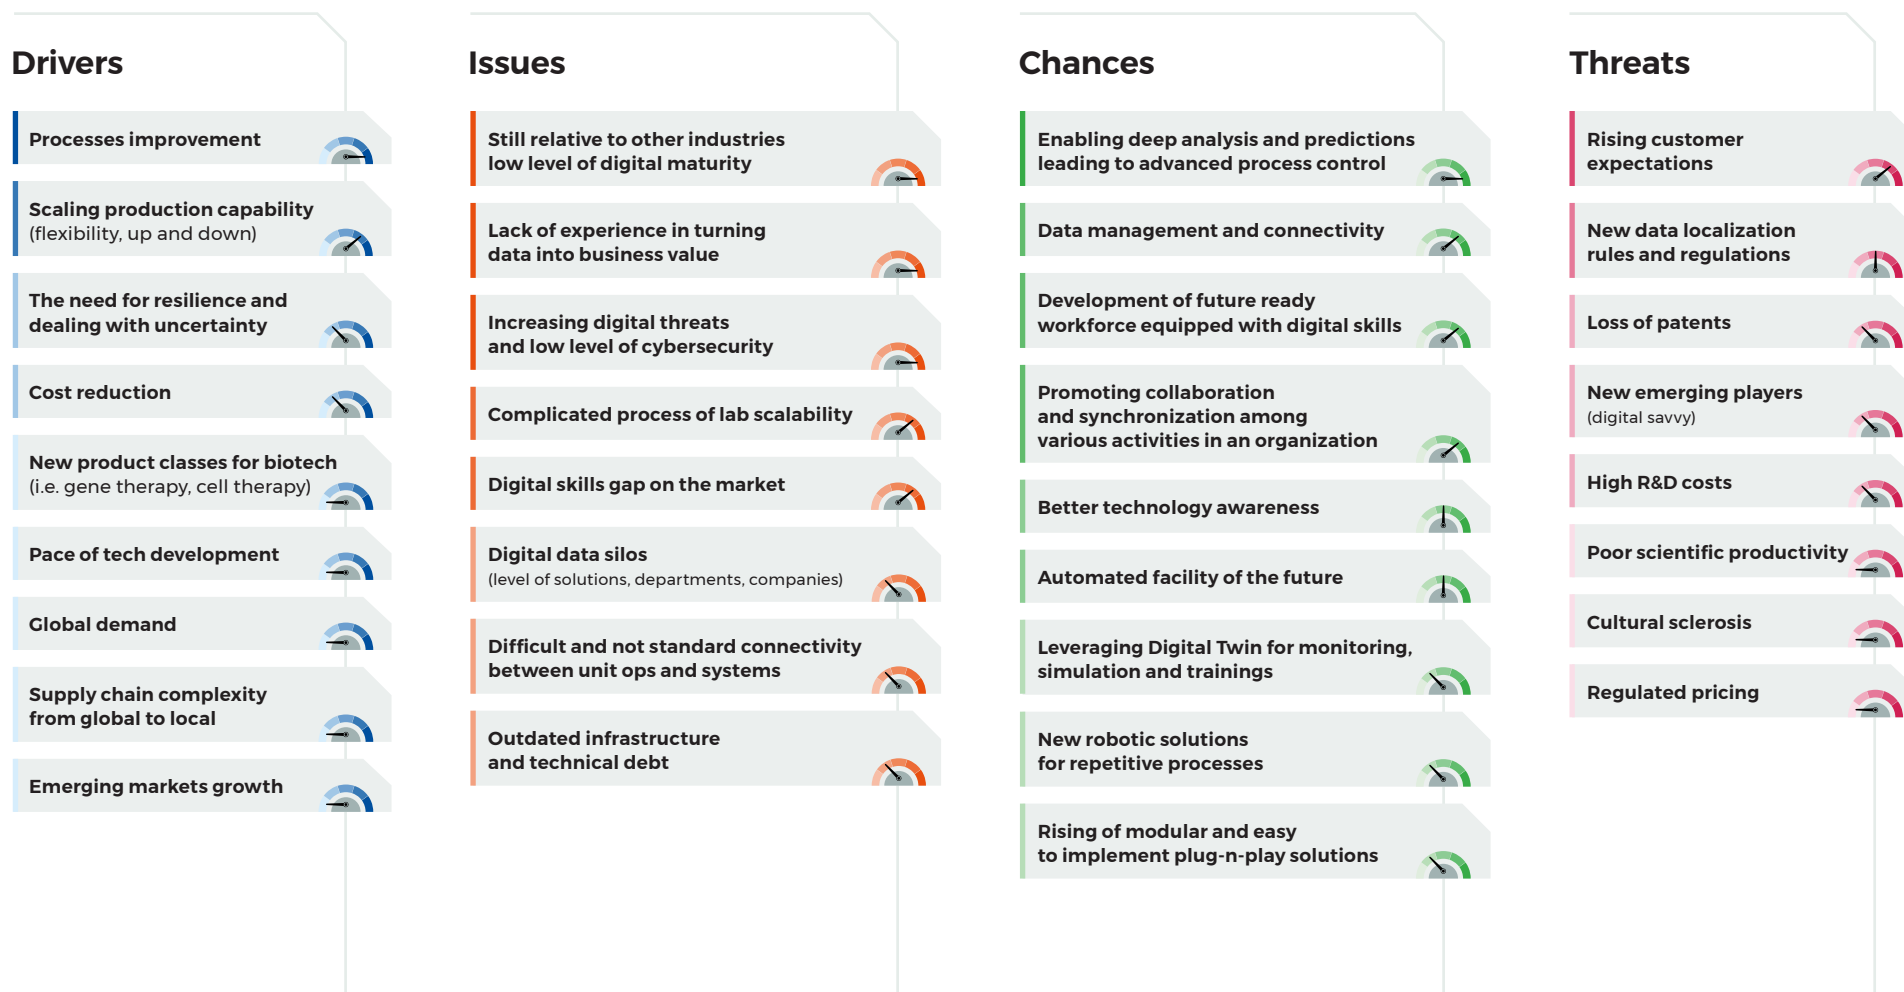 Drivers
Processes improvement
Scaling production capability
(flexibility, up and down)
The need for resilience and
dealing with uncertainty
Cost reduction
New product classes for biotech
(i.e. gene therapy, cell therapy)
Pace of tech development
Global demand
Supply chain complexity
from global to local
Emerging markets growth
Issues
Still relative to other industries
low level of digital maturity
Lack of experience in turning
data into business value
Increasing digital threats
and low level of cybersecurity
Complicated process of lab scalability
Digital skills gap on the market
Digital data silos
(level of solutions, departments, companies)
Difficult and not standard connectivity
between unit ops and systems
Outdated infrastructure
and technical debt
Chances
Enabling deep analysis and predictions
leading to advanced process control
Data management and connectivity
Development of future ready
workforce equipped with digital skills
Promoting collaboration
and synchronization among
various activities in an organization
Better technology awareness
Automated facility of the future
Leveraging Digital Twin for monitoring,
simulation and trainings
New robotic solutions
for repetitive processes
Rising of modular and easy
to implement plug-n-play solutions
Threats
Rising customer
expectations
New data localization
rules and regulations
Loss of patents
New emerging players
(digital savvy)
High R&D costs
Poor scientific productivity
Cultural sclerosis
Regulated pricing